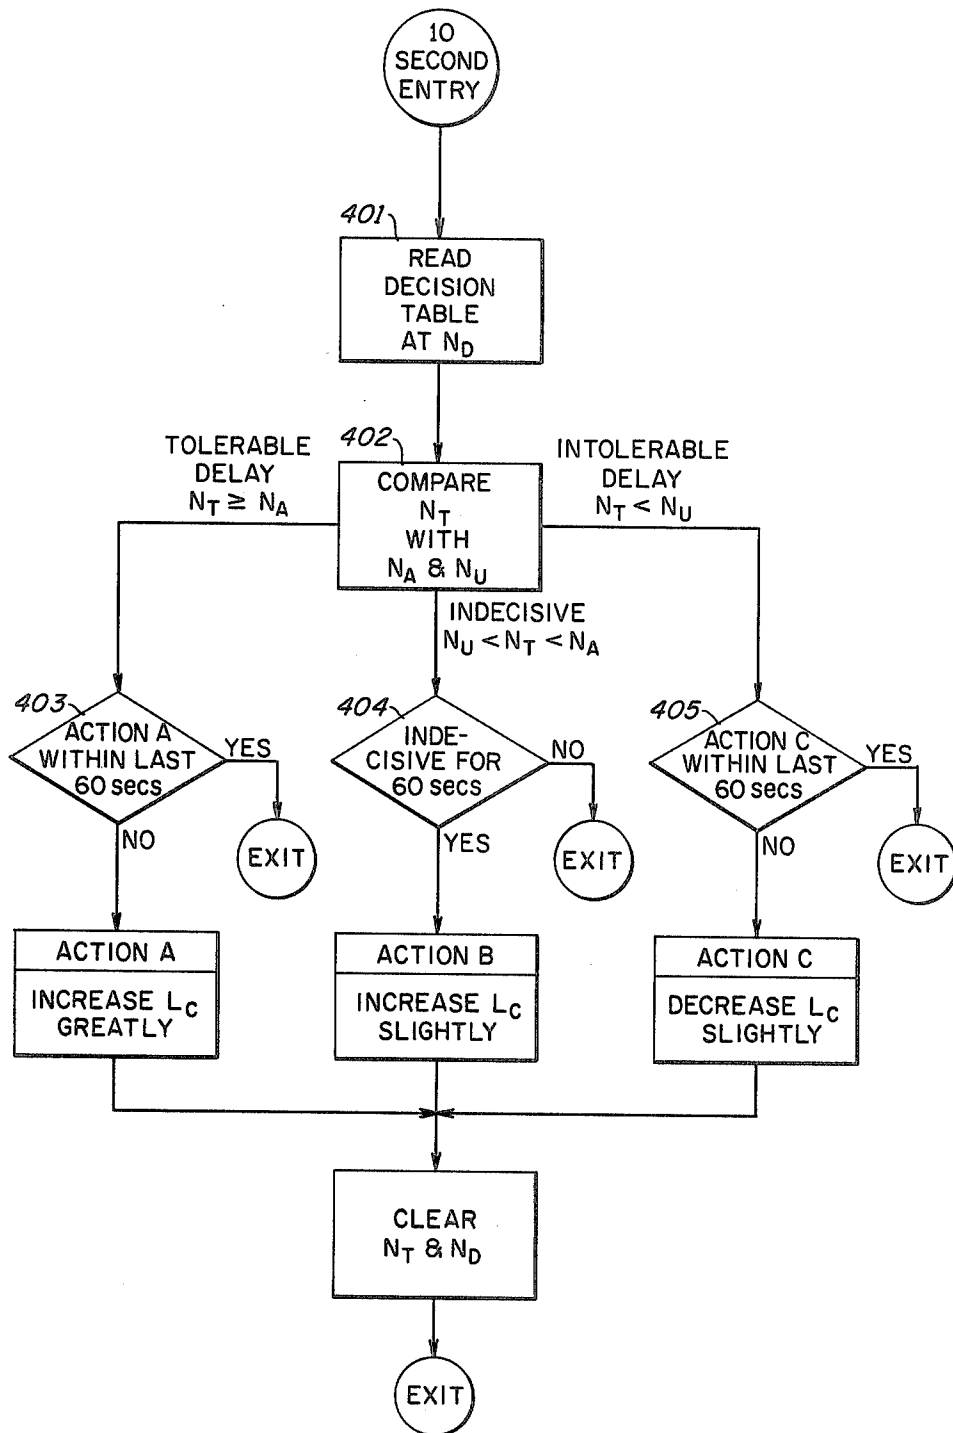 10
SECOND
ENTRY
401
READ
DECISION
TABLE
AT N_D
402
TOLERABLE
DELAY
N_T ≥ N_A
COMPARE
N_T
WITH
N_A & N_U
INTOLERABLE
DELAY
N_T < N_U
INDECISIVE
N_U < N_T < N_A
403
ACTION A
WITHIN LAST
60 secs
YES
EXIT
NO
404
INDE-
CISIVE FOR
60 secs
NO
EXIT
YES
405
ACTION C
WITHIN LAST
60 secs
YES
EXIT
NO
ACTION A
INCREASE L_C
GREATLY
ACTION B
INCREASE L_C
SLIGHTLY
ACTION C
DECREASE L_C
SLIGHTLY
CLEAR
N_T & N_D
EXIT